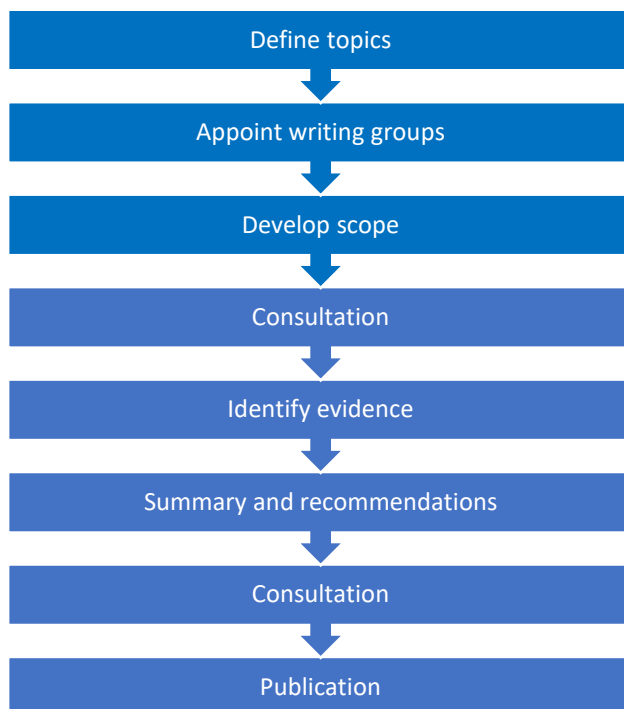 Define topics
Appoint writing groups
Develop scope
Consultation
Identify evidence
Summary and recommendations
Consultation
Publication